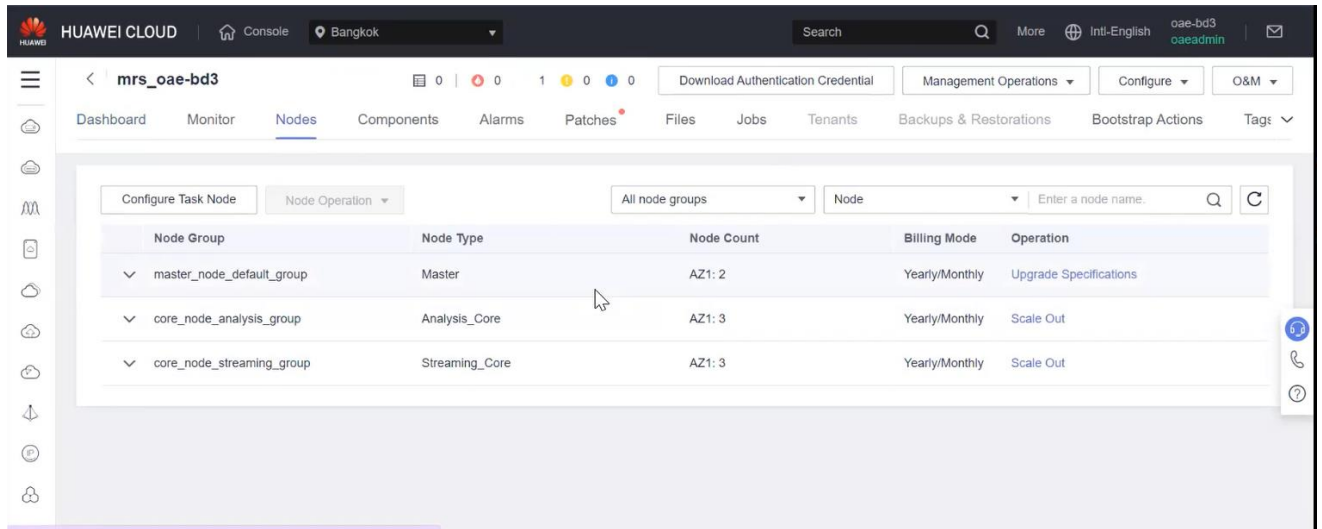 HUAWEI HUAWEI CLOUD Console Bangkok Search More Intl-English oae-bd3
oaeadmin
mrs_oae-bd3 0 0 1 0 0 Download Authentication Credential Management Operations Configure O&M
Dashboard Monitor Nodes Components Alarms Patches Files Jobs Tenants Backups & Restorations Bootstrap Actions Tags
Configure Task Node Node Operation All node groups Node Enter a node name.
Node Group Node Type Node Count Billing Mode Operation
master_node_default_group Master AZ1: 2 Yearly/Monthly Upgrade Specifications
core_node_analysis_group Analysis_Core AZ1: 3 Yearly/Monthly Scale Out
core_node_streaming_group Streaming_Core AZ1: 3 Yearly/Monthly Scale Out